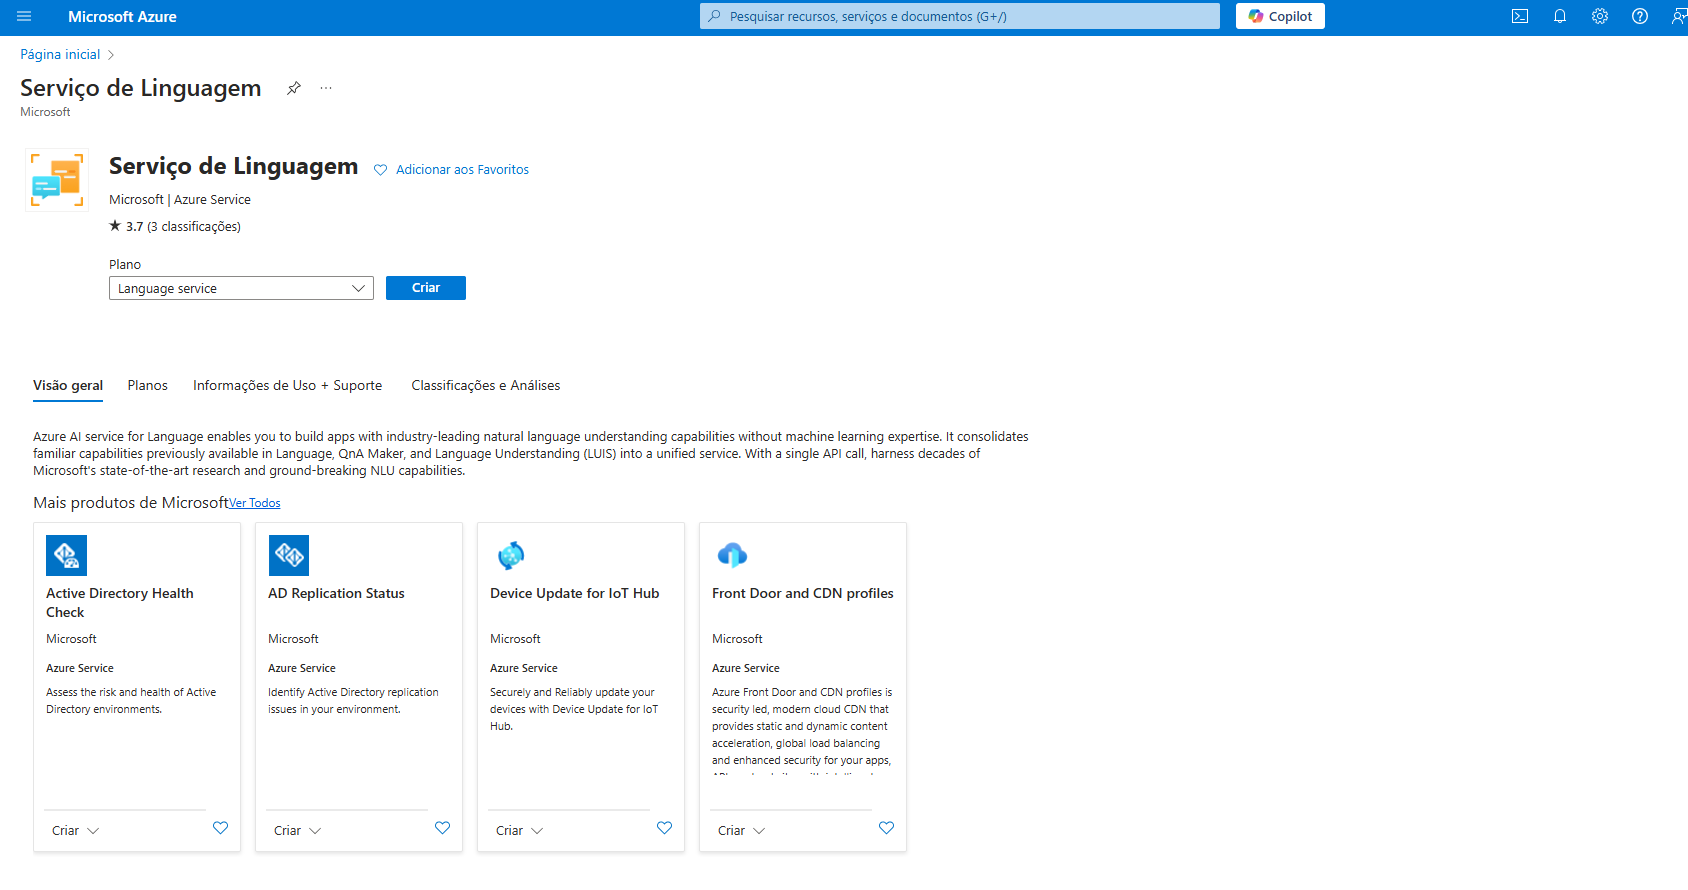 Microsoft Azure
Pesquisar recursos, serviços e documentos (G+/)
Copilot
Página inicial
Serviço de Linguagem
Microsoft
Serviço de Linguagem
Adicionar aos Favoritos
Microsoft | Azure Service
★ 3.7 (3 classificações)
Plano
Language service
Criar
Visão geral
Planos
Informações de Uso + Suporte
Classificações e Análises
Azure AI service for Language enables you to build apps with industry-leading natural language understanding capabilities without machine learning expertise. It consolidates
familiar capabilities previously available in Language, QnA Maker, and Language Understanding (LUIS) into a unified service. With a single API call, harness decades of
Microsoft's state-of-the-art research and ground-breaking NLU capabilities.
Mais produtos de MicrosoftVer Todos
Active Directory Health
Check
Microsoft
Azure Service
Assess the risk and health of Active
Directory environments.
Criar
AD Replication Status
Microsoft
Azure Service
Identify Active Directory replication
issues in your environment.
Criar
Device Update for IoT Hub
Microsoft
Azure Service
Securely and Reliably update your
devices with Device Update for IoT
Hub.
Criar
Front Door and CDN profiles
Microsoft
Azure Service
Azure Front Door and CDN profiles is
security led, modern cloud CDN that
provides static and dynamic content
acceleration, global load balancing
and enhanced security for your apps,
Criar